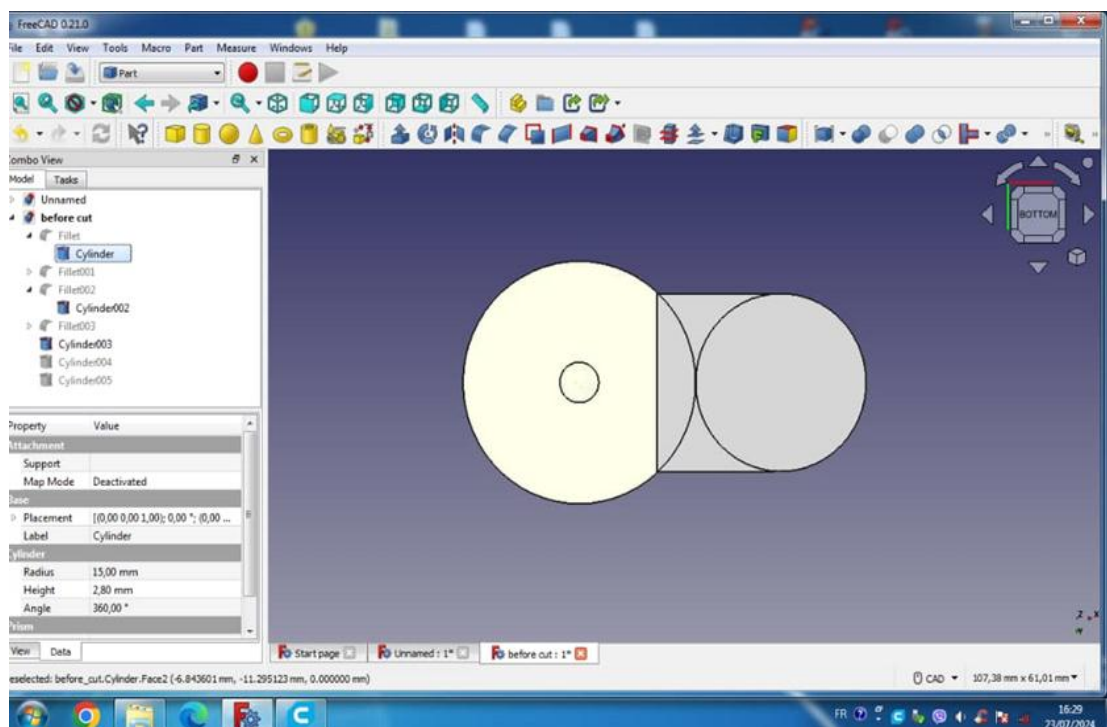 FreeCAD 0.21.0
File Edit View Tools Macro Part Measure Windows Help
Part
Combo View
Model Tasks
Unnamed
before cut
Fillet
Cylinder
Fillet001
Fillet002
Cylinder002
Fillet003
Cylinder003
Cylinder004
Cylinder005
Property Value
Attachment
Support
Map Mode Deactivated
Base
Placement [(0,00 0,00 1,00); 0,00 °; (0,00 ...
Label Cylinder
Cylinder
Radius 15,00 mm
Height 2,80 mm
Angle 360,00 °
Prism
View Data
BOTTOM
Z X
Start page Unnamed : 1* before cut : 1*
eselected: before_cut.Cylinder.Face2 (-6.843601 mm, -11.295123 mm, 0.000000 mm)
CAD 107,38 mm x 61,01 mm
FR 16:29
23/07/2024